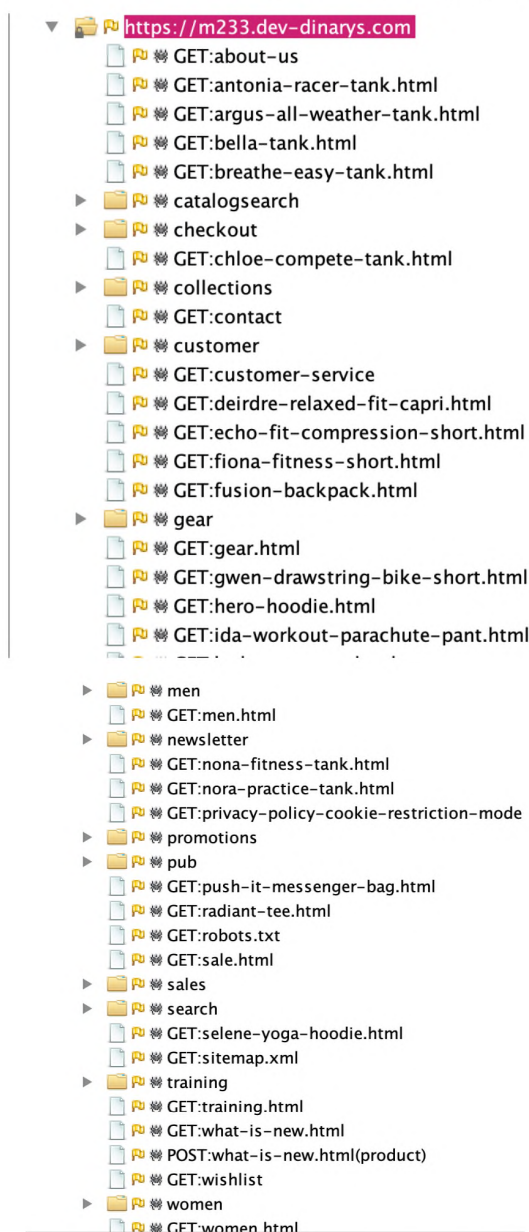 https://m233.dev-dinarys.com
GET:about-us
GET:antonia-racer-tank.html
GET:argus-all-weather-tank.html
GET:bella-tank.html
GET:breathe-easy-tank.html
catalogsearch
checkout
GET:chloe-compete-tank.html
collections
GET:contact
customer
GET:customer-service
GET:deirdre-relaxed-fit-capri.html
GET:echo-fit-compression-short.html
GET:fiona-fitness-short.html
GET:fusion-backpack.html
gear
GET:gear.html
GET:gwen-drawstring-bike-short.html
GET:hero-hoodie.html
GET:ida-workout-parachute-pant.html
men
GET:men.html
newsletter
GET:nona-fitness-tank.html
GET:nora-practice-tank.html
GET:privacy-policy-cookie-restriction-mode
promotions
pub
GET:push-it-messenger-bag.html
GET:radiant-tee.html
GET:robots.txt
GET:sale.html
sales
search
GET:selene-yoga-hoodie.html
GET:sitemap.xml
training
GET:training.html
GET:what-is-new.html
POST:what-is-new.html(product)
GET:wishlist
women
GET:women.html